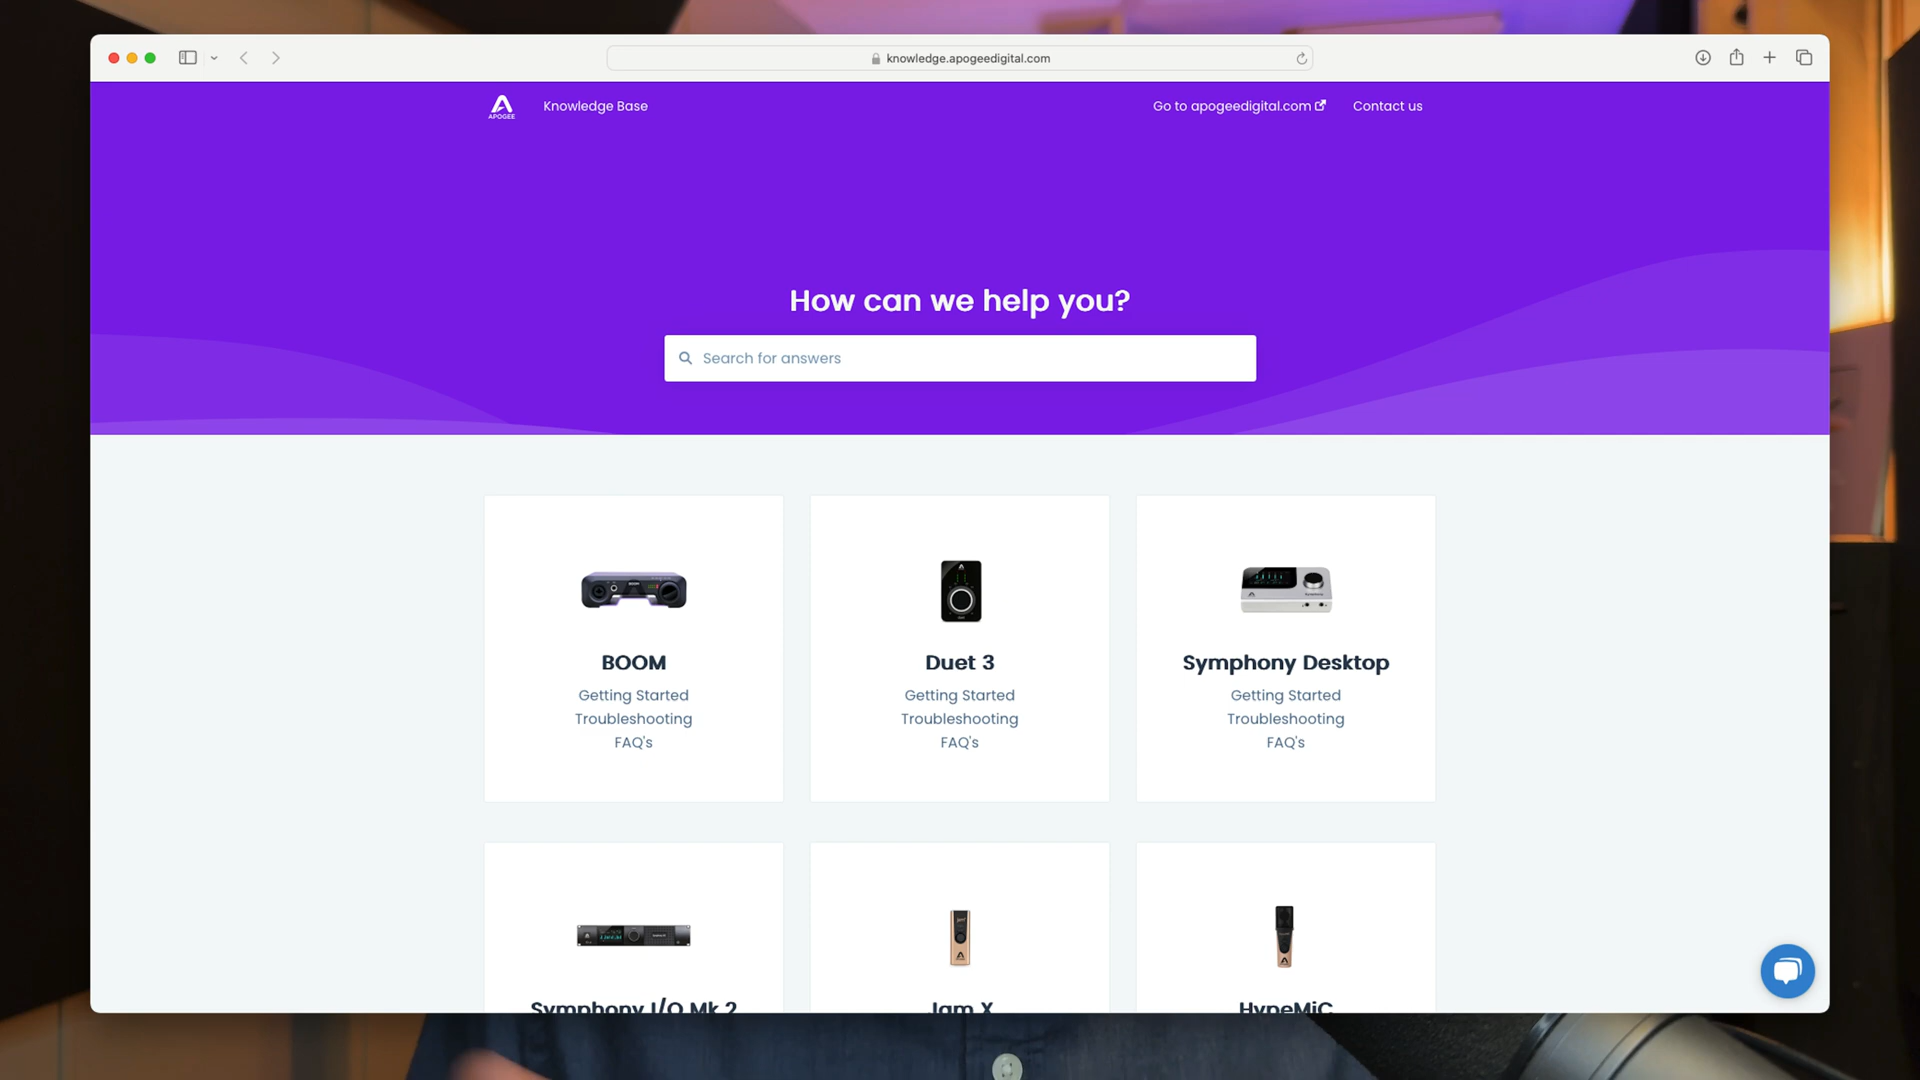 knowledge.apogeedigital.com
APOGEE
Knowledge Base
Go to apogeedigital.com
Contact us
How can we help you?
Search for answers
BOOM
Getting Started
Troubleshooting
FAQ's
Duet 3
Getting Started
Troubleshooting
FAQ's
Symphony Desktop
Getting Started
Troubleshooting
FAQ's
Symphony I/O Mk 2
Jam X
HypeMiC